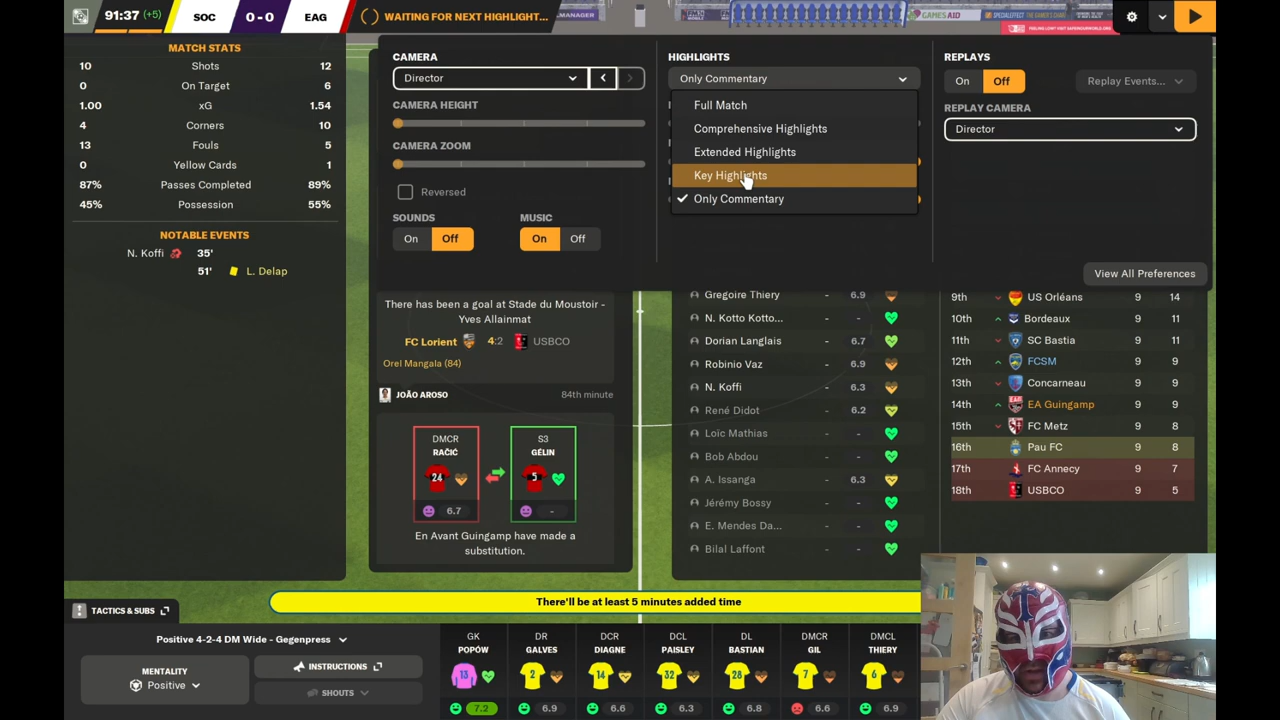 91:37 (+5)
SOC
0 - 0
EAG
WAITING FOR NEXT HIGHLIGHT...
MANAGER
GAMES AID
SPECIALEFFECT
MATCH STATS
10 Shots 12
0 On Target 6
1.00 xG 1.54
4 Corners 10
13 Fouls 5
0 Yellow Cards 1
87% Passes Completed 89%
45% Possession 55%
NOTABLE EVENTS
N. Koffi 35'
51' L. Delap
CAMERA
Director
CAMERA HEIGHT
CAMERA ZOOM
Reversed
SOUNDS
On Off
MUSIC
On Off
HIGHLIGHTS
Only Commentary
Full Match
Comprehensive Highlights
Extended Highlights
Key Highlights
Only Commentary
REPLAYS
On Off
Replay Events...
REPLAY CAMERA
Director
View All Preferences
There has been a goal at Stade du Moustoir -
Yves Allainmat
FC Lorient 4:2 USBCO
Orel Mangala (84)
JOÃO AROSO 84th minute
DMCR
RAČIĆ
24
6.7
S3
GÉLIN
5
-
En Avant Guingamp have made a
substitution.
Gregoire Thiery - 6.9
N. Kotto Kotto... - -
Dorian Langlais - 6.7
Robinio Vaz - 6.9
N. Koffi - 6.3
René Didot - 6.2
Loïc Mathias - -
Bob Abdou - -
A. Issanga - 6.3
Jérémy Bossy - -
E. Mendes Da... - -
Bilal Laffont - -
9th US Orléans 9 14
10th Bordeaux 9 11
11th SC Bastia 9 11
12th FCSM 9 9
13th Concarneau 9 9
14th EA Guingamp 9 9
15th FC Metz 9 8
16th Pau FC 9 8
17th FC Annecy 9 7
18th USBCO 9 5
There'll be at least 5 minutes added time
TACTICS & SUBS
Positive 4-2-4 DM Wide - Gegenpress
MENTALITY
Positive
INSTRUCTIONS
SHOUTS
GK
POPÓW
13
7.2
DR
GALVES
2
6.9
DCR
DIAGNE
14
6.6
DCL
PAISLEY
32
6.3
DL
BASTIAN
28
6.8
DMCR
GIL
7
6.6
DMCL
THIERY
6
6.9